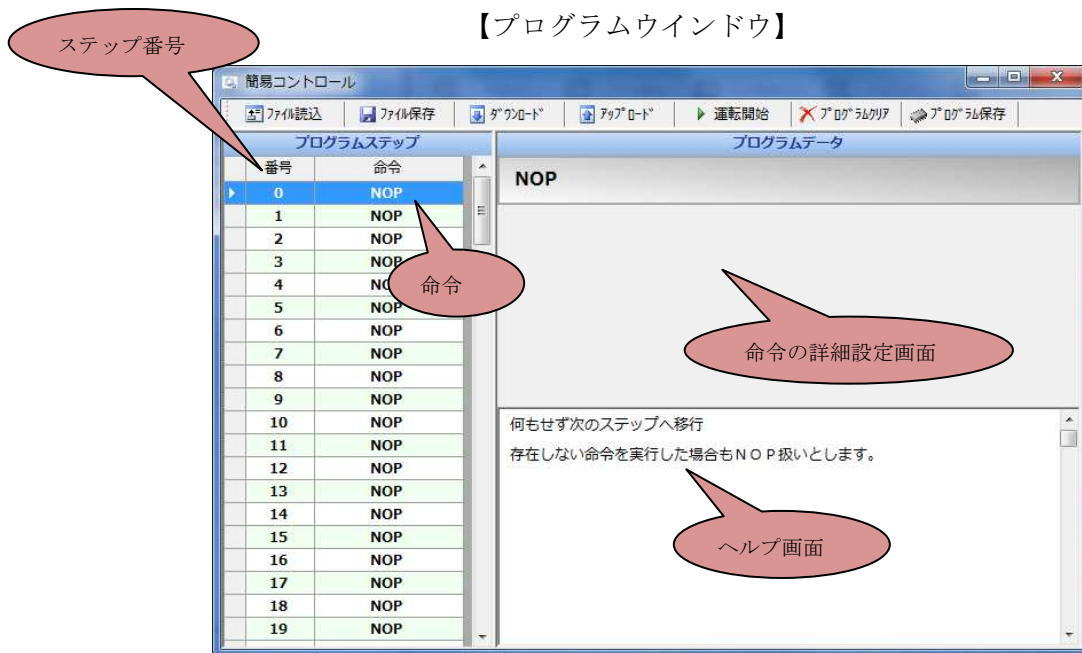 【プログラムウインドウ】
ステップ番号
簡易コントロール
ファイル読込 ファイル保存 ダウンロード アップロード 運転開始 プログラムクリア プログラム保存
プログラムステップ プログラムデータ
番号 命令
NOP
0 NOP
1 NOP
2 NOP
3 NOP
4 NO
5 NOP
6 NOP
7 NOP
8 NOP
9 NOP
10 NOP
11 NOP
12 NOP
13 NOP
14 NOP
15 NOP
16 NOP
17 NOP
18 NOP
19 NOP
命令
命令の詳細設定画面
何もせず次のステップへ移行
存在しない命令を実行した場合もNOP扱いとします。
ヘルプ画面